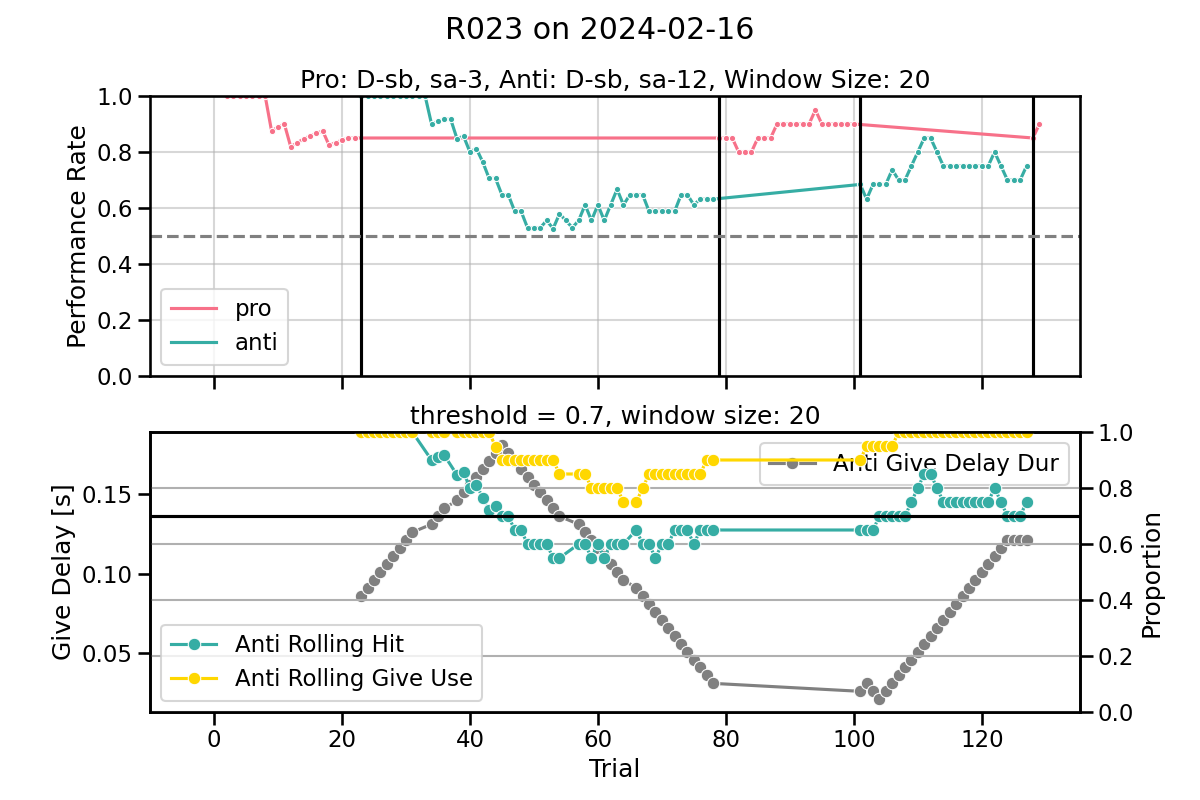 R023 on 2024-02-16
Pro: D-sb, sa-3, Anti: D-sb, sa-12, Window Size: 20
1.0
0.8
0.6
0.4
0.2
0.0
Performance Rate
pro
anti
threshold = 0.7, window size: 20
0.15
0.10
0.05
Give Delay [s]
Anti Give Delay Dur
Anti Rolling Hit
Anti Rolling Give Use
1.0
0.8
0.6
0.4
0.2
0.0
Proportion
0 20 40 60 80 100 120
Trial